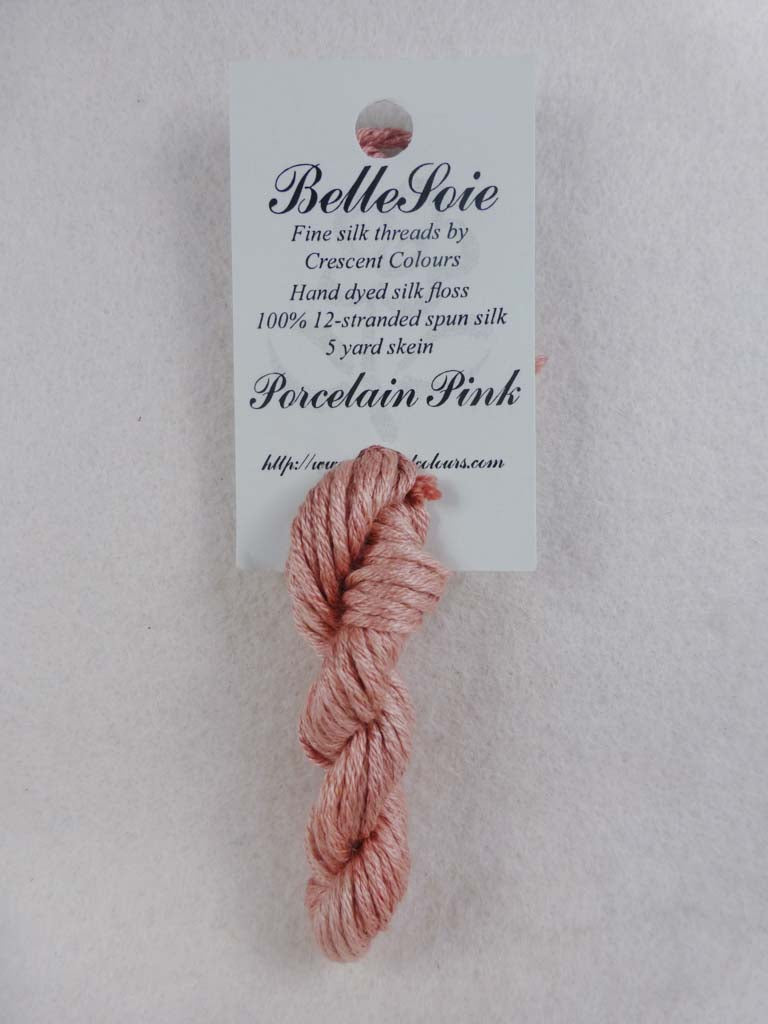 BelleSoie
Fine silk threads by
Crescent Colours
Hand dyed silk floss
100% 12-stranded spun silk
5 yard skein
Porcelain Pink